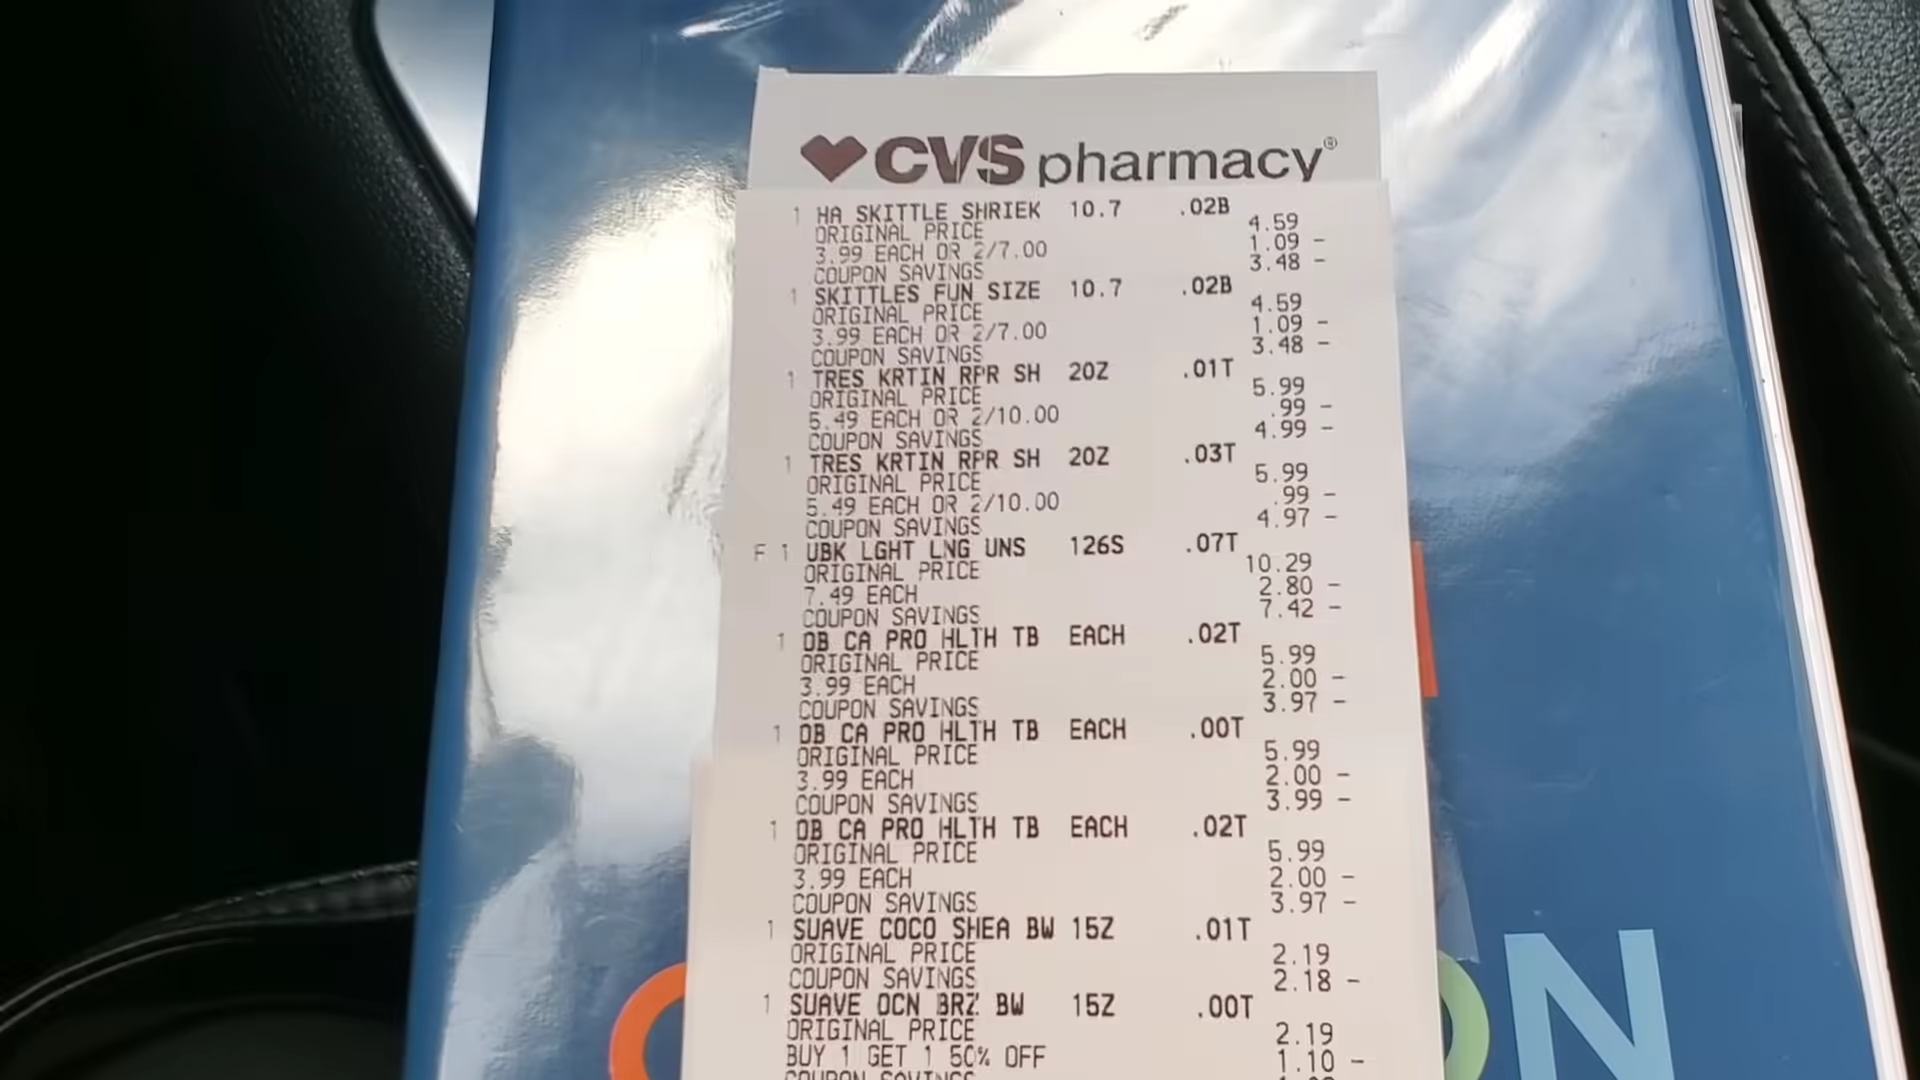 CVS pharmacy®
1 HA SKITTLE SHRIEK 10.7 .02B
ORIGINAL PRICE 4.59
3.99 EACH OR 2/7.00 1.09 -
COUPON SAVINGS 3.48 -
1 SKITTLES FUN SIZE 10.7 .02B
ORIGINAL PRICE 4.59
3.99 EACH OR 2/7.00 1.09 -
COUPON SAVINGS 3.48 -
1 TRES KRTIN RPR SH 20Z .01T
ORIGINAL PRICE 5.99
5.49 EACH OR 2/10.00 .99 -
COUPON SAVINGS 4.99 -
1 TRES KRTIN RPR SH 20Z .03T
ORIGINAL PRICE 5.99
5.49 EACH OR 2/10.00 .99 -
COUPON SAVINGS 4.97 -
F 1 UBK LGHT LNG UNS 126S .07T
ORIGINAL PRICE 10.29
7.49 EACH 2.80 -
COUPON SAVINGS 7.42 -
1 OB CA PRO HLTH TB EACH .02T
ORIGINAL PRICE 5.99
3.99 EACH 2.00 -
COUPON SAVINGS 3.97 -
1 OB CA PRO HLTH TB EACH .00T
ORIGINAL PRICE 5.99
3.99 EACH 2.00 -
COUPON SAVINGS 3.99 -
1 OB CA PRO HLTH TB EACH .02T
ORIGINAL PRICE 5.99
3.99 EACH 2.00 -
COUPON SAVINGS 3.97 -
1 SUAVE COCO SHEA BW 15Z .01T
ORIGINAL PRICE 2.19
COUPON SAVINGS 2.18 -
1 SUAVE OCN BRZ BW 15Z .00T
ORIGINAL PRICE 2.19
BUY 1 GET 1 50% OFF 1.10 -
COUPON SAVINGS
N